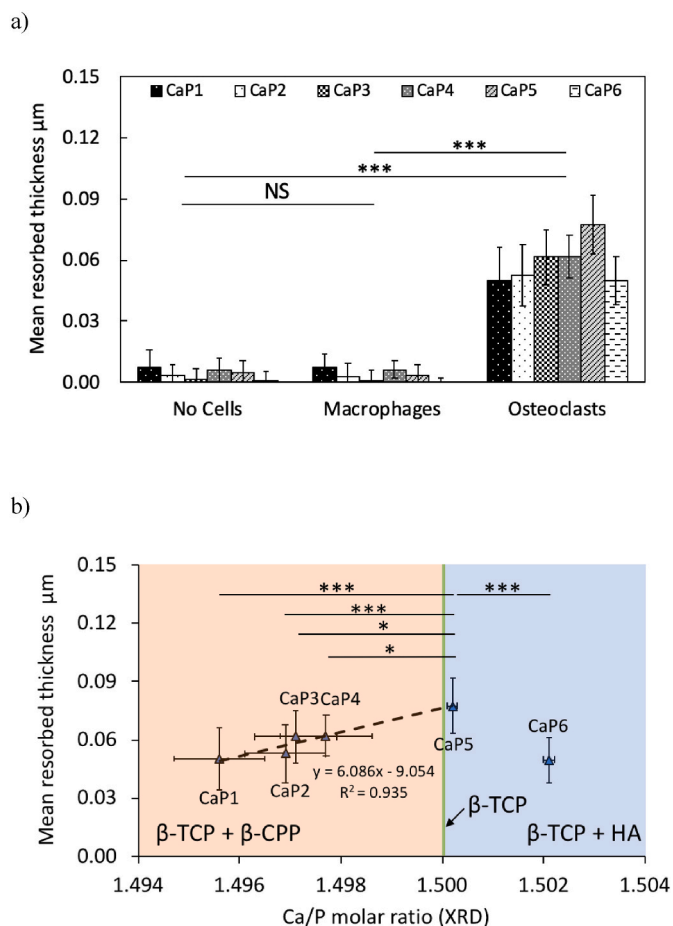 a)
0.15
0.12
0.09
0.06
0.03
0.00
Mean resorbed thickness µm
CaP1 CaP2 CaP3 CaP4 CaP5 CaP6
***
***
NS
No Cells Macrophages Osteoclasts
b)
0.15
0.12
0.09
0.06
0.03
0.00
Mean resorbed thickness µm
*** ***
***
*
*
CaP3 CaP4
CaP5
CaP6
CaP1 CaP2
y = 6.086x - 9.054
R² = 0.935
β-TCP
β-TCP + β-CPP
β-TCP + HA
1.494 1.496 1.498 1.500 1.502 1.504
Ca/P molar ratio (XRD)